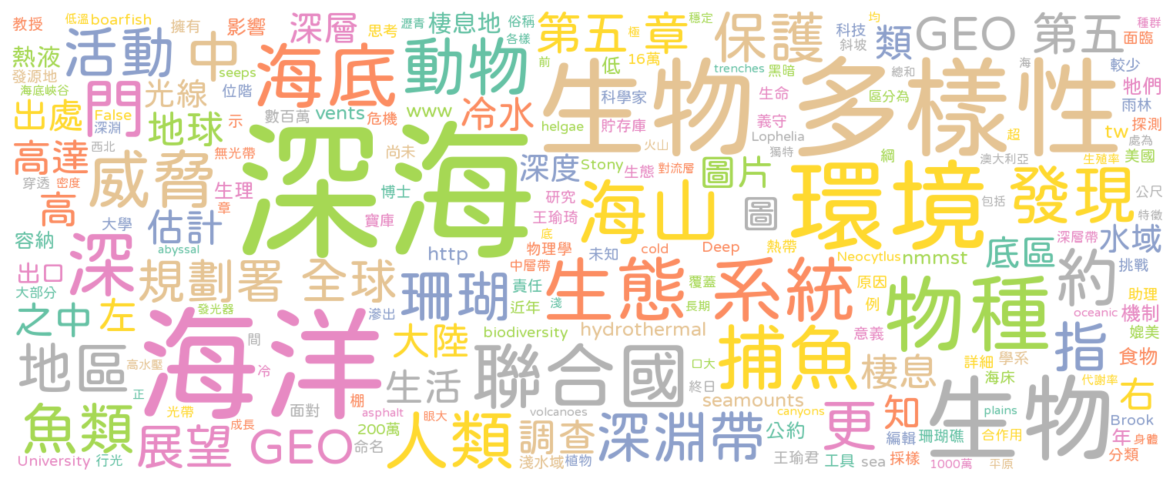 教授
低溫
boarfish
擁有
影響
深層
思考
瀝青
棲息地
俗稱
各樣
第五
極
章
穩定
16萬
保護
科技
斜坡
類
GEO
第五
均
種群
面臨
熱液
活動
中
海底
動物
前
低
trenches
黑暗
總和
海
較少
牠們
發源地
海底峽谷
seeps
位階
門
光線
生物
多樣性
科學家
生命
區分為
雨林
出處
False
深淵
地球
示
數百萬
危機
vents
www
冷水
helgae
貯存庫
義守
Lophelia
火山
獨特
超
tw
探測
處為
美國
西北
無光帶
尚未
深海
深度
Stony
生態
對流層
圖片
綱
澳大利亞
生殖率
高達
穿透
密度
威脅
生理
章
博士
寶庫
研究
王瑜琦
海山
圖
環境
包括
發現
公尺
特徵
高
大學
估計
容納
abyssal
底
http
物理學
未知
cold
Deep
熱帶
Neocytlus
nmmst
底區
深層帶
水域
挑戰
深
出口
大部分
規劃署
全球
珊瑚
中層帶
責任
近年
淺
生態
系統
覆蓋
長期
原因
例
物種
約
oceanic
助理
機制
之中
左
發光器
海洋
滲出
間
biodiversity
hydrothermal
意義
指
媲美
地區
高水壓
冷
大陸
聯合國
口大
終日
捕魚
棲息
詳細
學系
海床
代謝率
食物
正
棚
生活
seamounts
plains
右
魚類
光帶
面對
asphalt
眼大
volcanoes
canyons
更
知
生物
Brook
展望
成長
200萬
人類
調查
深淵帶
公約
編輯
珊瑚礁
合作用
年
身體
University
行光
GEO
命名
淺水域
植物
王瑜君
工具
sea
採樣
1000萬
平原
分類